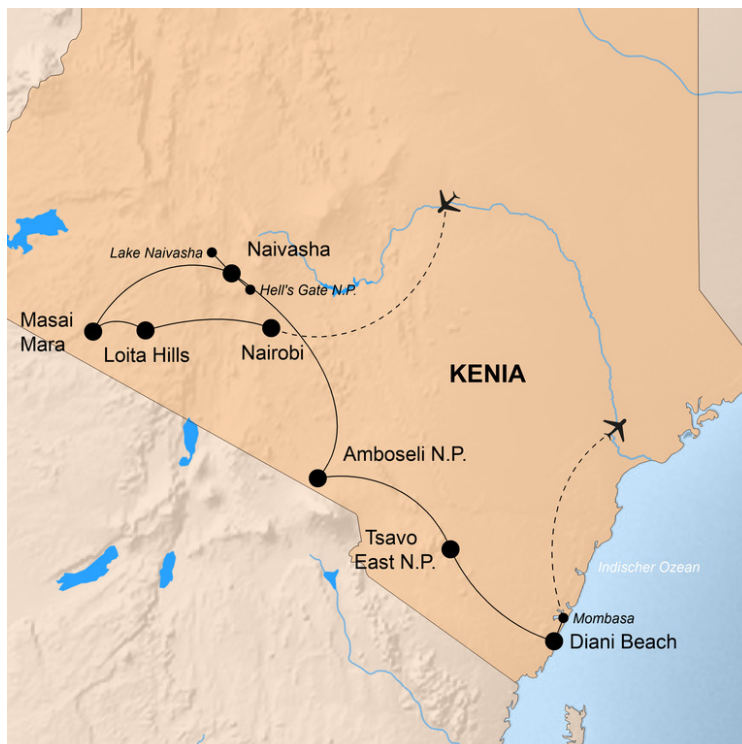 Lake Naivasha
Naivasha
Hell's Gate N.P.
Masai
Mara
Loita Hills
Nairobi
KENIA
Amboseli N.P.
Tsavo
East N.P.
Indischer Ozean
Mombasa
Diani Beach